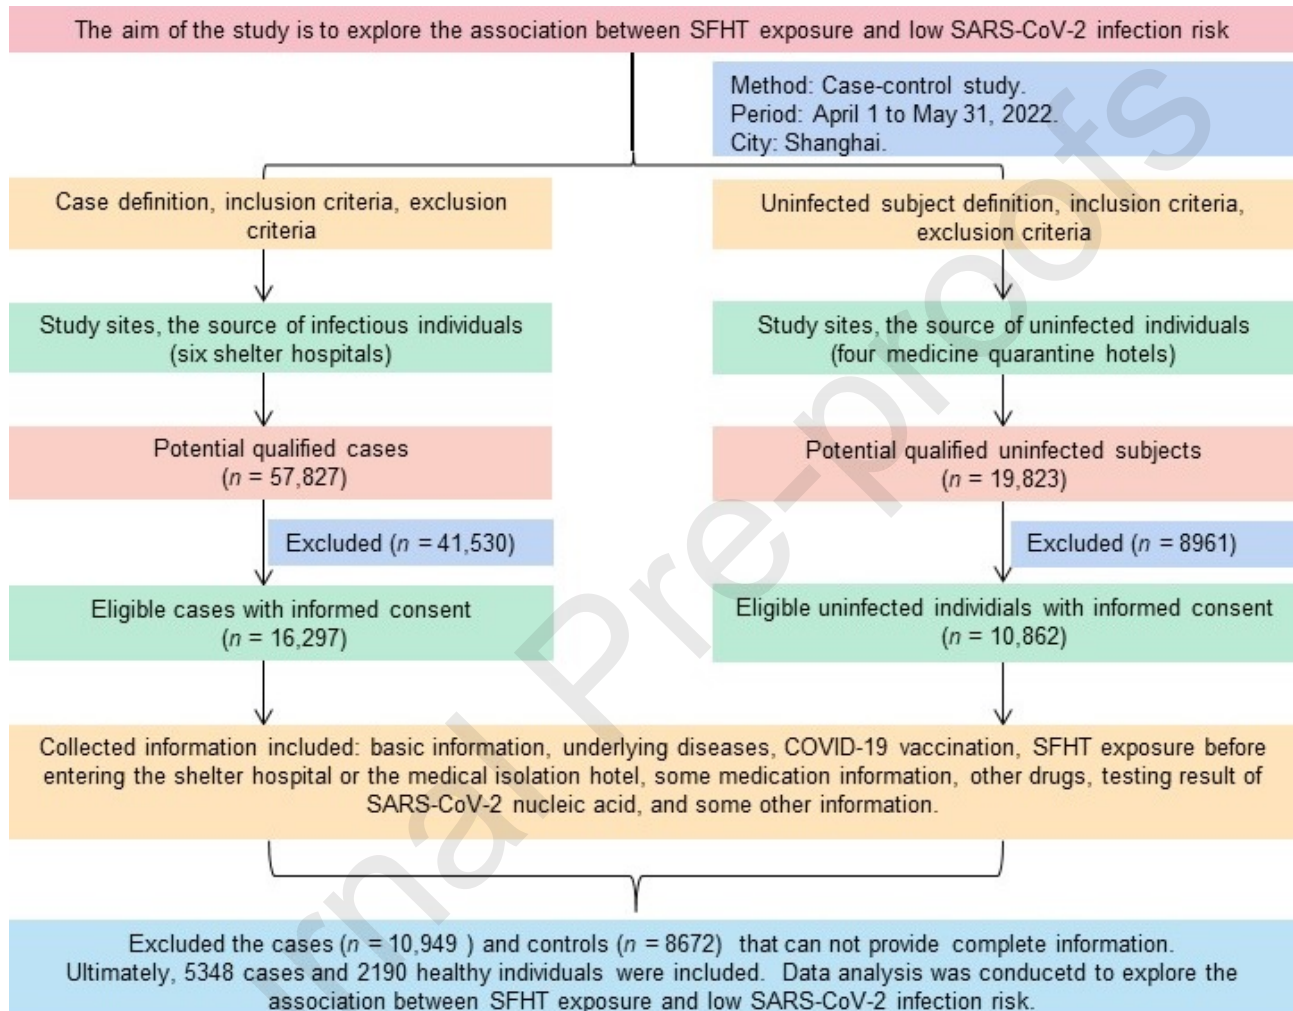 The aim of the study is to explore the association between SFHT exposure and low SARS-CoV-2 infection risk
Method: Case-control study.
Period: April 1 to May 31, 2022.
City: Shanghai.
Case definition, inclusion criteria, exclusion
criteria
Uninfected subject definition, inclusion criteria,
exclusion criteria
Study sites, the source of infectious individuals
(six shelter hospitals)
Study sites, the source of uninfected individuals
(four medicine quarantine hotels)
Potential qualified cases
(n = 57,827)
Potential qualified uninfected subjects
(n = 19,823)
Excluded (n = 41,530)
Excluded (n = 8961)
Eligible cases with informed consent
(n = 16,297)
Eligible uninfected individials with informed consent
(n = 10,862)
Collected information included: basic information, underlying diseases, COVID-19 vaccination, SFHT exposure before
entering the shelter hospital or the medical isolation hotel, some medication information, other drugs, testing result of
SARS-CoV-2 nucleic acid, and some other information.
Excluded the cases (n = 10,949 ) and controls (n = 8672) that can not provide complete information.
Ultimately, 5348 cases and 2190 healthy individuals were included. Data analysis was conducetd to explore the
association between SFHT exposure and low SARS-CoV-2 infection risk.
rnal Pre-proofs